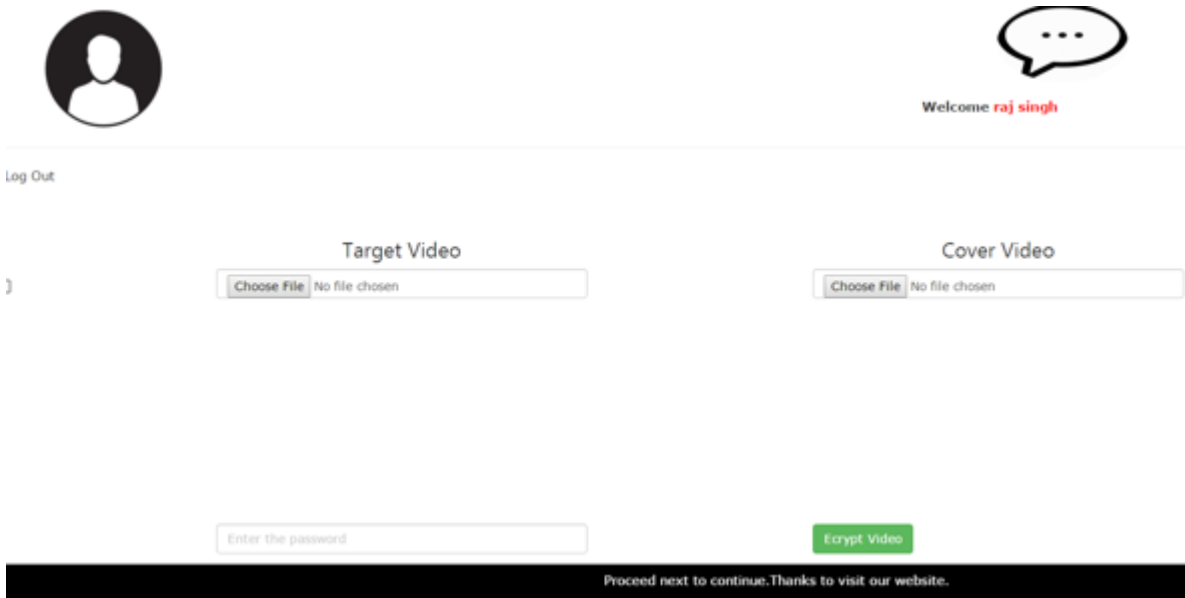 Welcome raj singh
Log Out
Target Video
Cover Video
Choose File No file chosen
Choose File No file chosen
Enter the password
Ecrypt Video
Proceed next to continue.Thanks to visit our website.